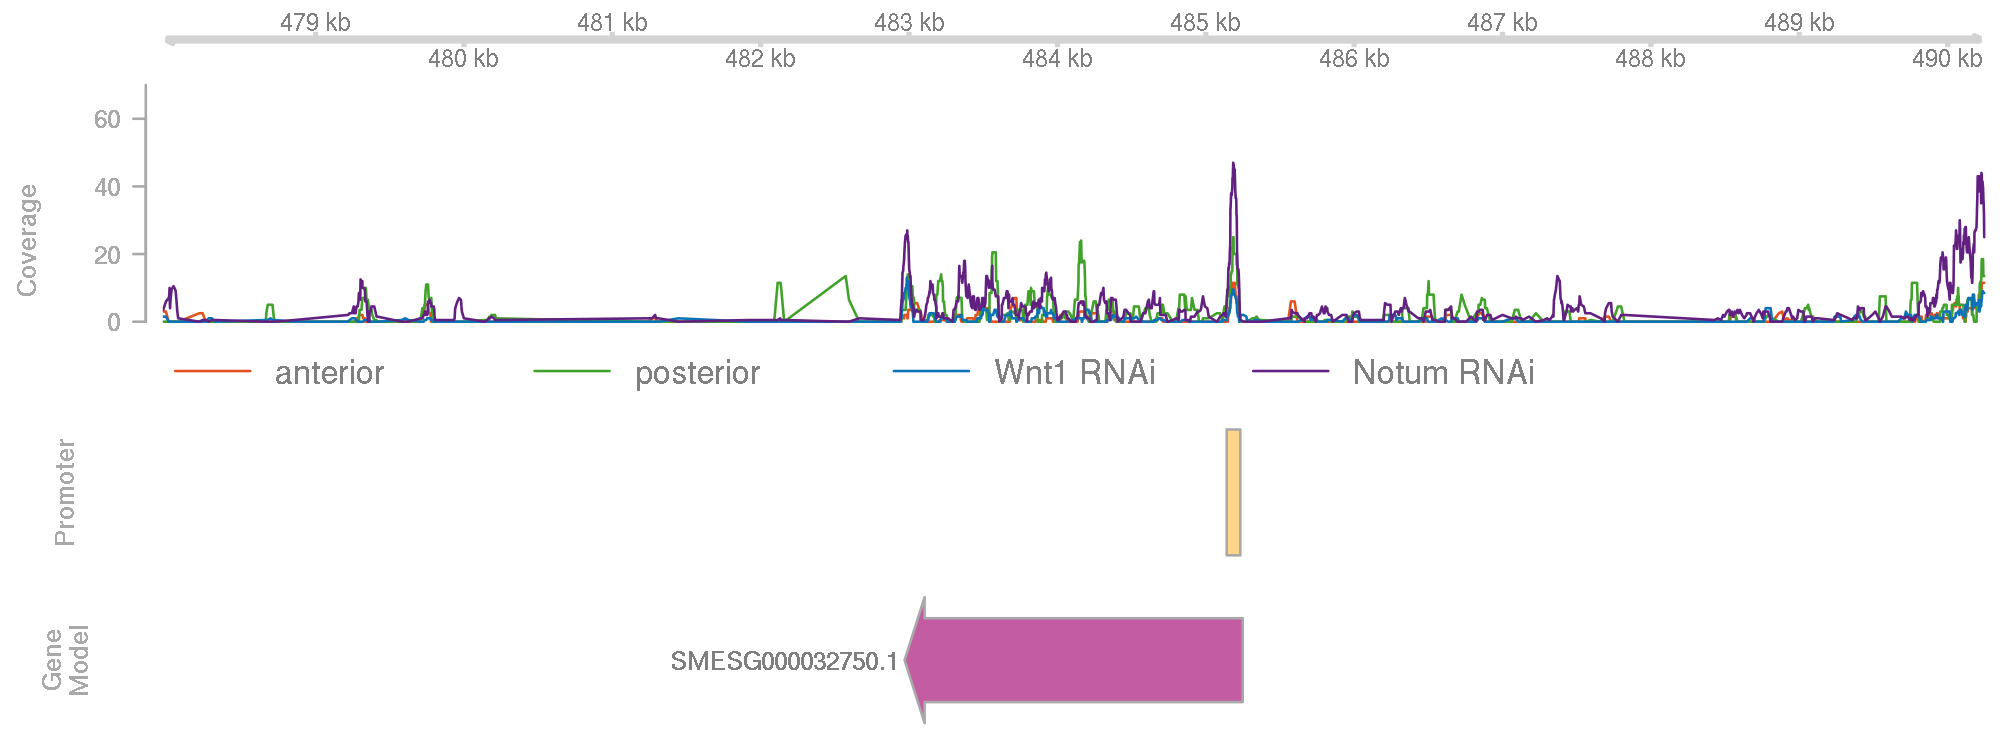 479 kb 481 kb 483 kb 485 kb 487 kb 489 kb
480 kb 482 kb 484 kb 486 kb 488 kb 490 kb
Coverage
60
40
20
0
anterior posterior Wnt1 RNAi Notum RNAi
Promoter
Gene
Model
SMESG000032750.1